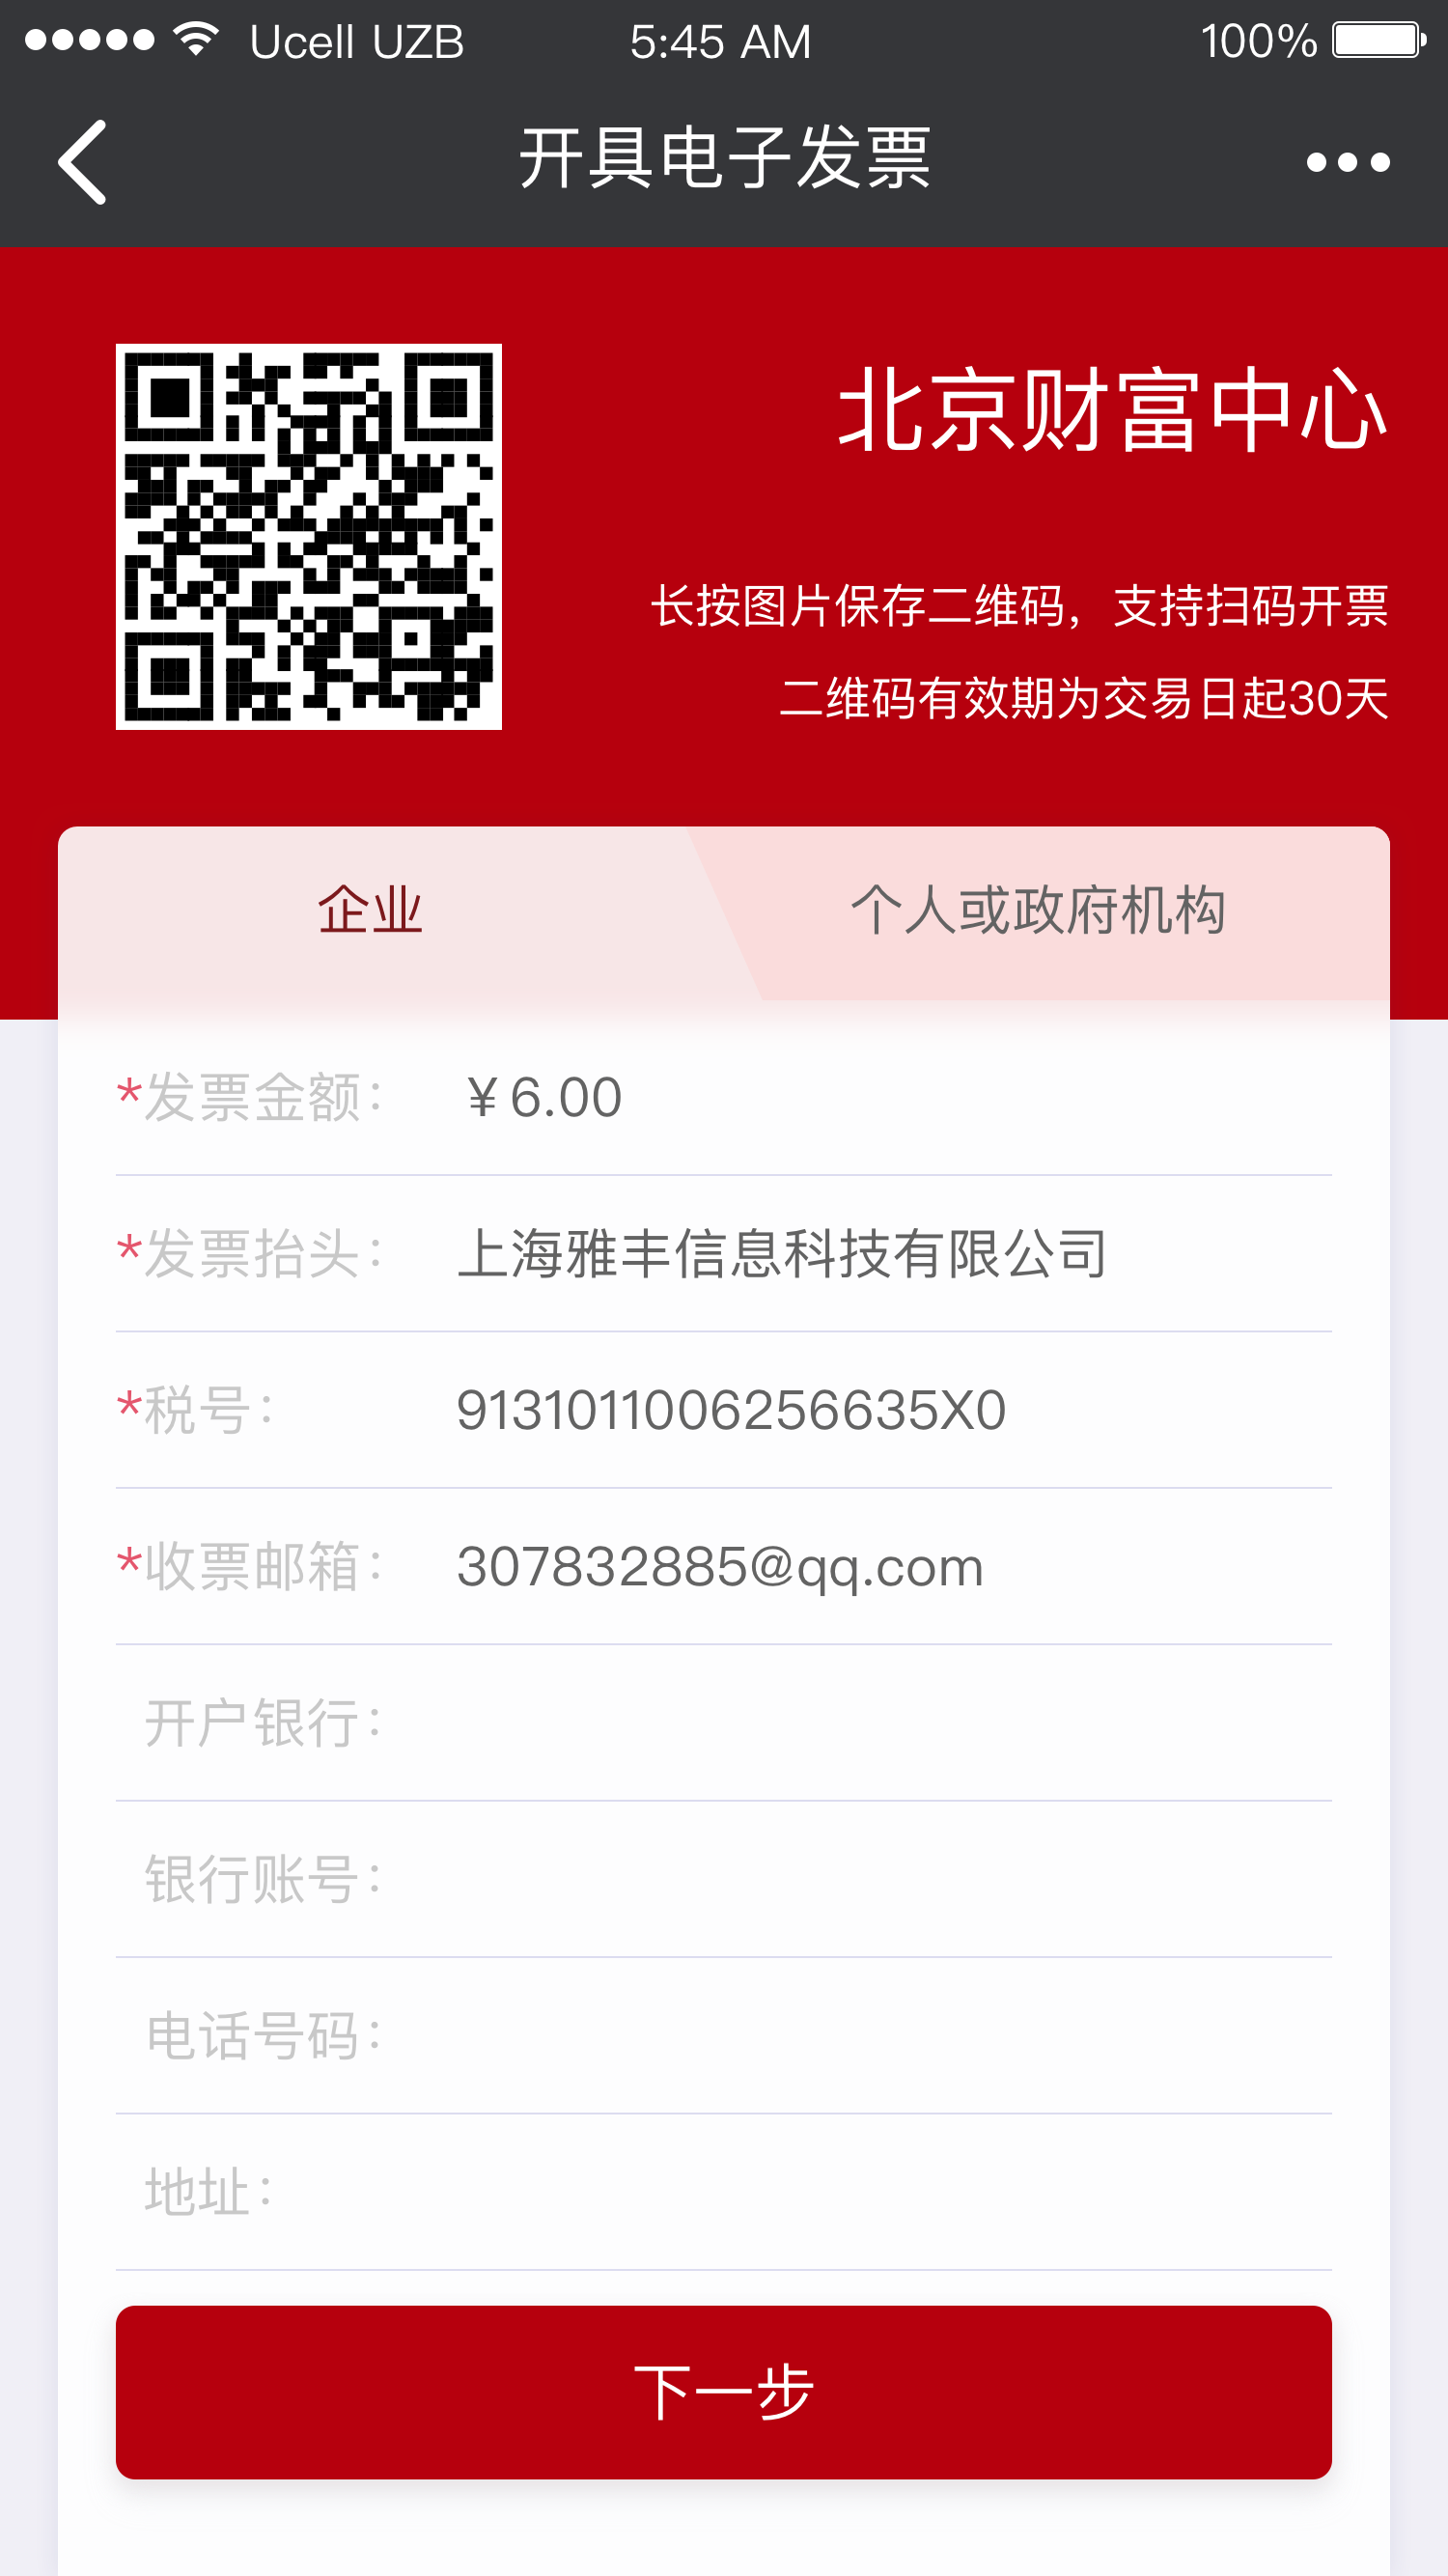 Ucell UZB 5:45 AM 100%
开具电子发票
北京财富中心
长按图片保存二维码，支持扫码开票
二维码有效期为交易日起30天
企业 个人或政府机构
*发票金额： ￥6.00
*发票抬头： 上海雅丰信息科技有限公司
*税号： 9131011006256635X0
*收票邮箱： 307832885@qq.com
开户银行：
银行账号：
电话号码：
地址：
下一步